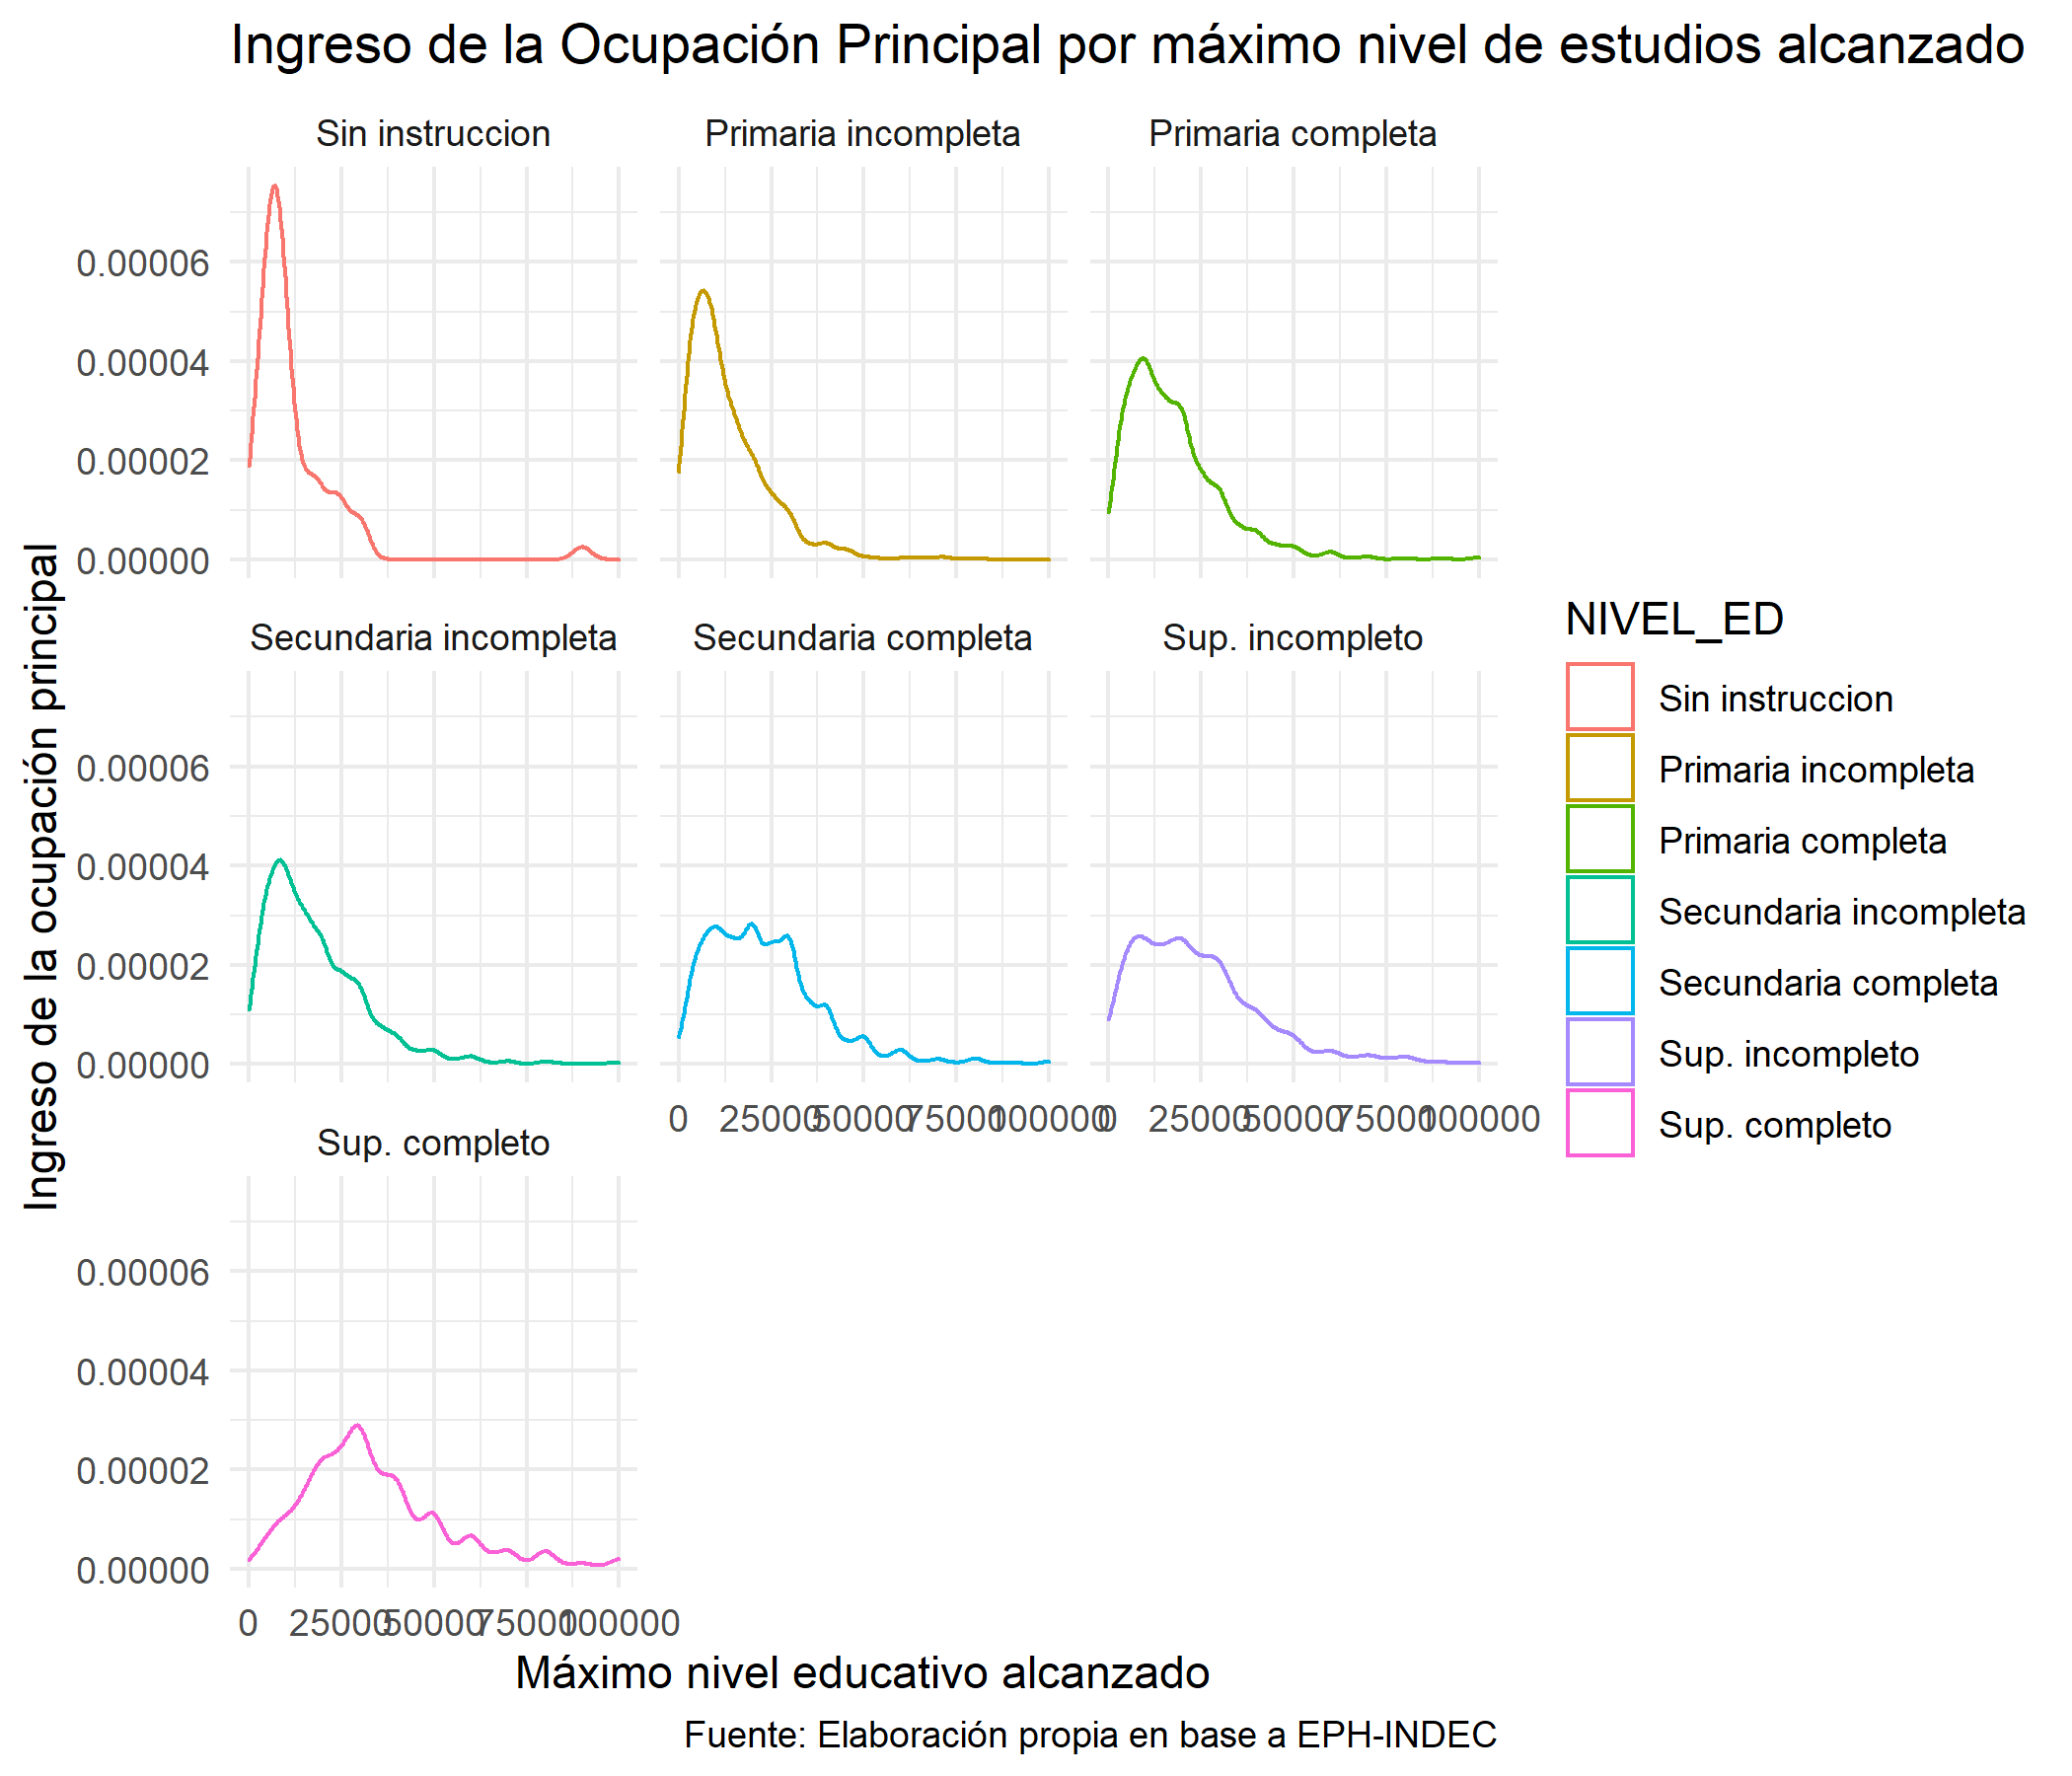 Ingreso de la Ocupación Principal por máximo nivel de estudios alcanzado
Sin instruccion
Primaria incompleta
Primaria completa
0.00006
0.00004
0.00002
0.00000
Secundaria incompleta
Secundaria completa
Sup. incompleto
0.00006
0.00004
0.00002
0.00000
0
25000
50000
75000
100000
0
25000
50000
75000
100000
Sup. completo
0.00006
0.00004
0.00002
0.00000
0
25000
50000
75000
100000
Ingreso de la ocupación principal
Máximo nivel educativo alcanzado
Fuente: Elaboración propia en base a EPH-INDEC
NIVEL_ED
Sin instruccion
Primaria incompleta
Primaria completa
Secundaria incompleta
Secundaria completa
Sup. incompleto
Sup. completo